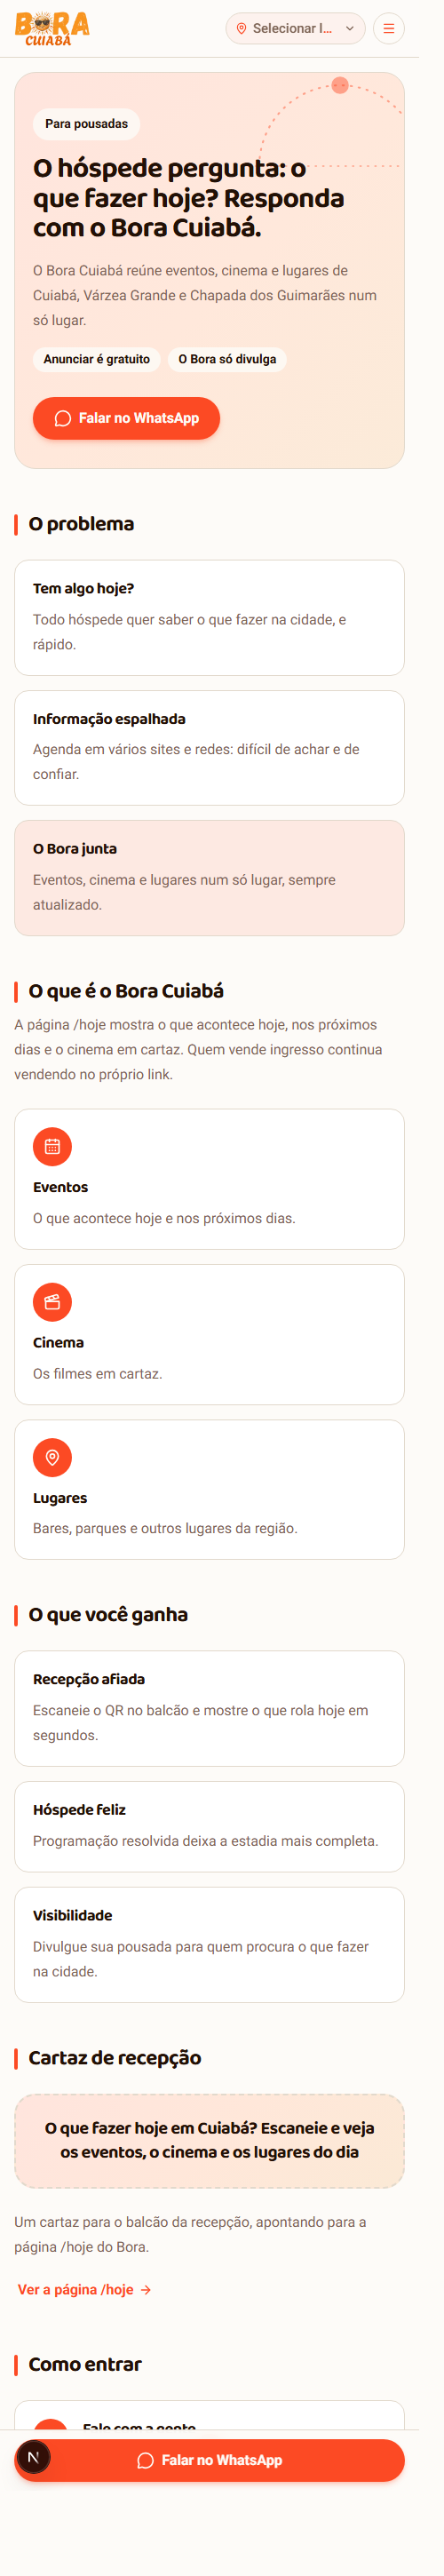 BORA
CUIABÁ
Selecionar l...
Para pousadas
O hóspede pergunta: o
que fazer hoje? Responda
com o Bora Cuiabá.
O Bora Cuiabá reúne eventos, cinema e lugares de
Cuiabá, Várzea Grande e Chapada dos Guimarães num
só lugar.
Anunciar é gratuito
O Bora só divulga
Falar no WhatsApp
O problema
Tem algo hoje?
Todo hóspede quer saber o que fazer na cidade, e
rápido.
Informação espalhada
Agenda em vários sites e redes: difícil de achar e de
confiar.
O Bora junta
Eventos, cinema e lugares num só lugar, sempre
atualizado.
O que é o Bora Cuiabá
A página /hoje mostra o que acontece hoje, nos próximos
dias e o cinema em cartaz. Quem vende ingresso continua
vendendo no próprio link.
Eventos
O que acontece hoje e nos próximos dias.
Cinema
Os filmes em cartaz.
Lugares
Bares, parques e outros lugares da região.
O que você ganha
Recepção afiada
Escaneie o QR no balcão e mostre o que rola hoje em
segundos.
Hóspede feliz
Programação resolvida deixa a estadia mais completa.
Visibilidade
Divulgue sua pousada para quem procura o que fazer
na cidade.
Cartaz de recepção
O que fazer hoje em Cuiabá? Escaneie e veja
os eventos, o cinema e os lugares do dia
Um cartaz para o balcão da recepção, apontando para a
página /hoje do Bora.
Ver a página /hoje →
Como entrar
Fale com a gente
N
Falar no WhatsApp